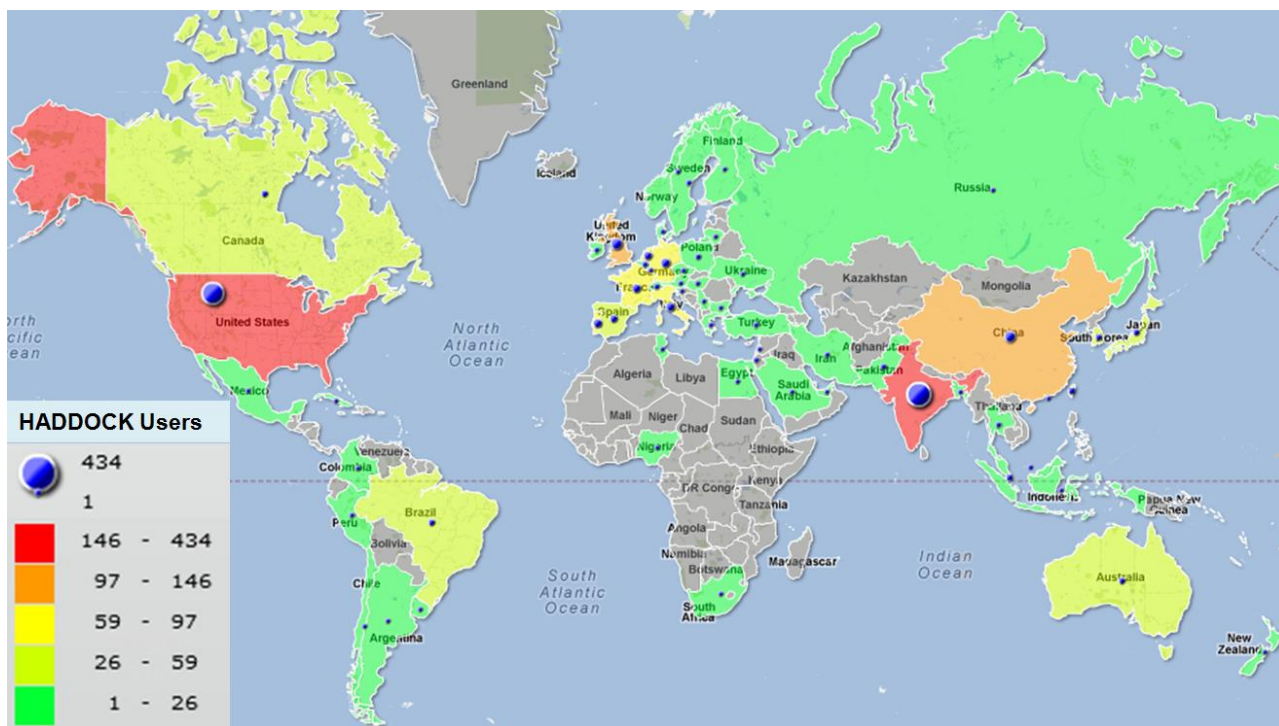 Greenland
Iceland
Finland
Sweden
Norway
Russia
Canada
United
Kingdom
Poland
Ukraine
Kazakhstan
Mongolia
Spain
United States
North
Atlantic
Ocean
Turkey
China
South Korea
Japan
Iraq
Iran
Afghanistan
Pakistan
Algeria
Libya
Egypt
Saudi
Arabia
Mexico
Mali
Niger
Chad
Sudan
Thailand
HADDOCK Users
Nigeria
Ethiopia
Venezuela
Colombia
434
1
DR Congo
Kenya
Tanzania
Indonesia
Papua New
Guinea
Peru
Brazil
146 - 434
97 - 146
59 - 97
26 - 59
1 - 26
Bolivia
Angola
Namibia
Botswana
Madagascar
Indian
Ocean
Chile
South
Atlantic
Ocean
Australia
South
Africa
Argentina
New
Zealand